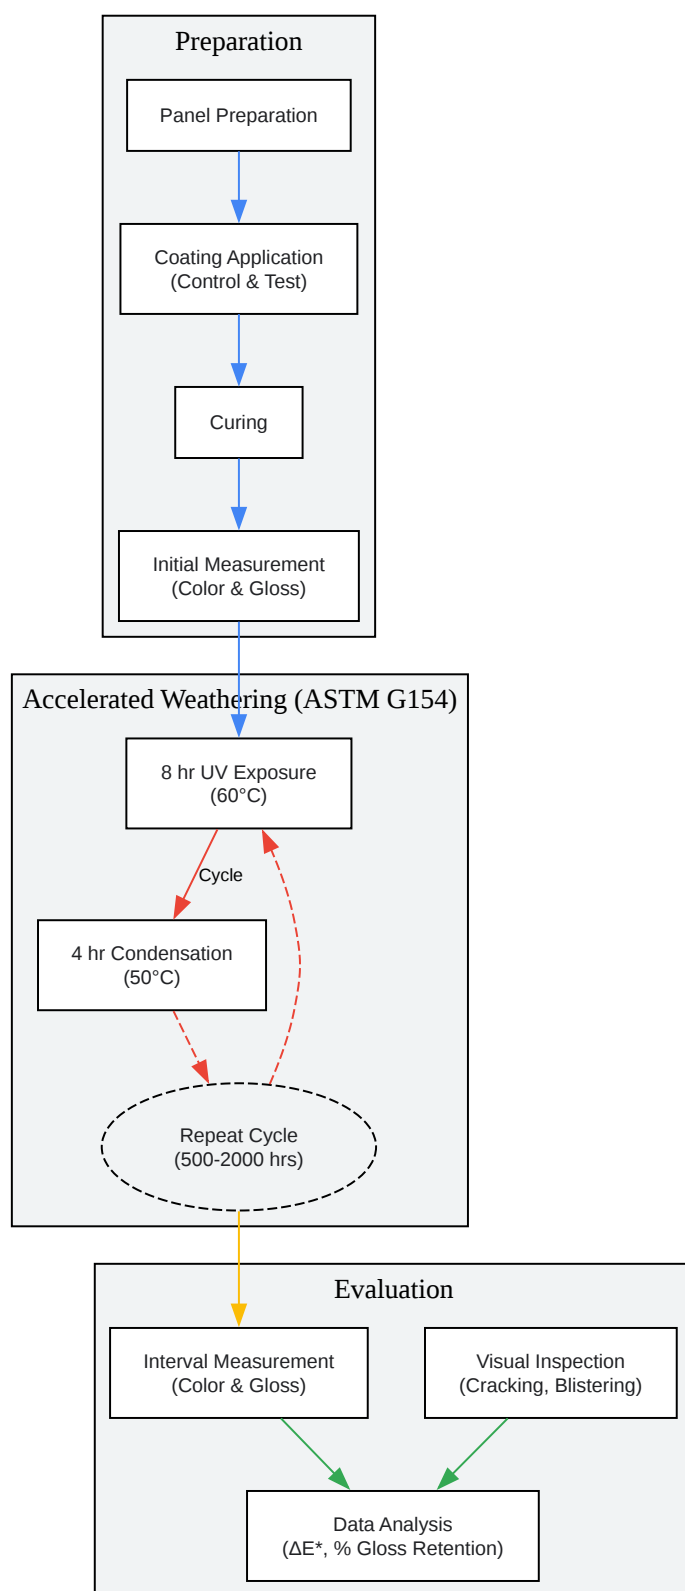 Preparation
Panel Preparation
Coating Application
(Control & Test)
Curing
Initial Measurement
(Color & Gloss)
Accelerated Weathering (ASTM G154)
8 hr UV Exposure
(60°C)
Cycle
4 hr Condensation
(50°C)
Repeat Cycle
(500-2000 hrs)
Evaluation
Interval Measurement
(Color & Gloss)
Visual Inspection
(Cracking, Blistering)
Data Analysis
(ΔE*, % Gloss Retention)